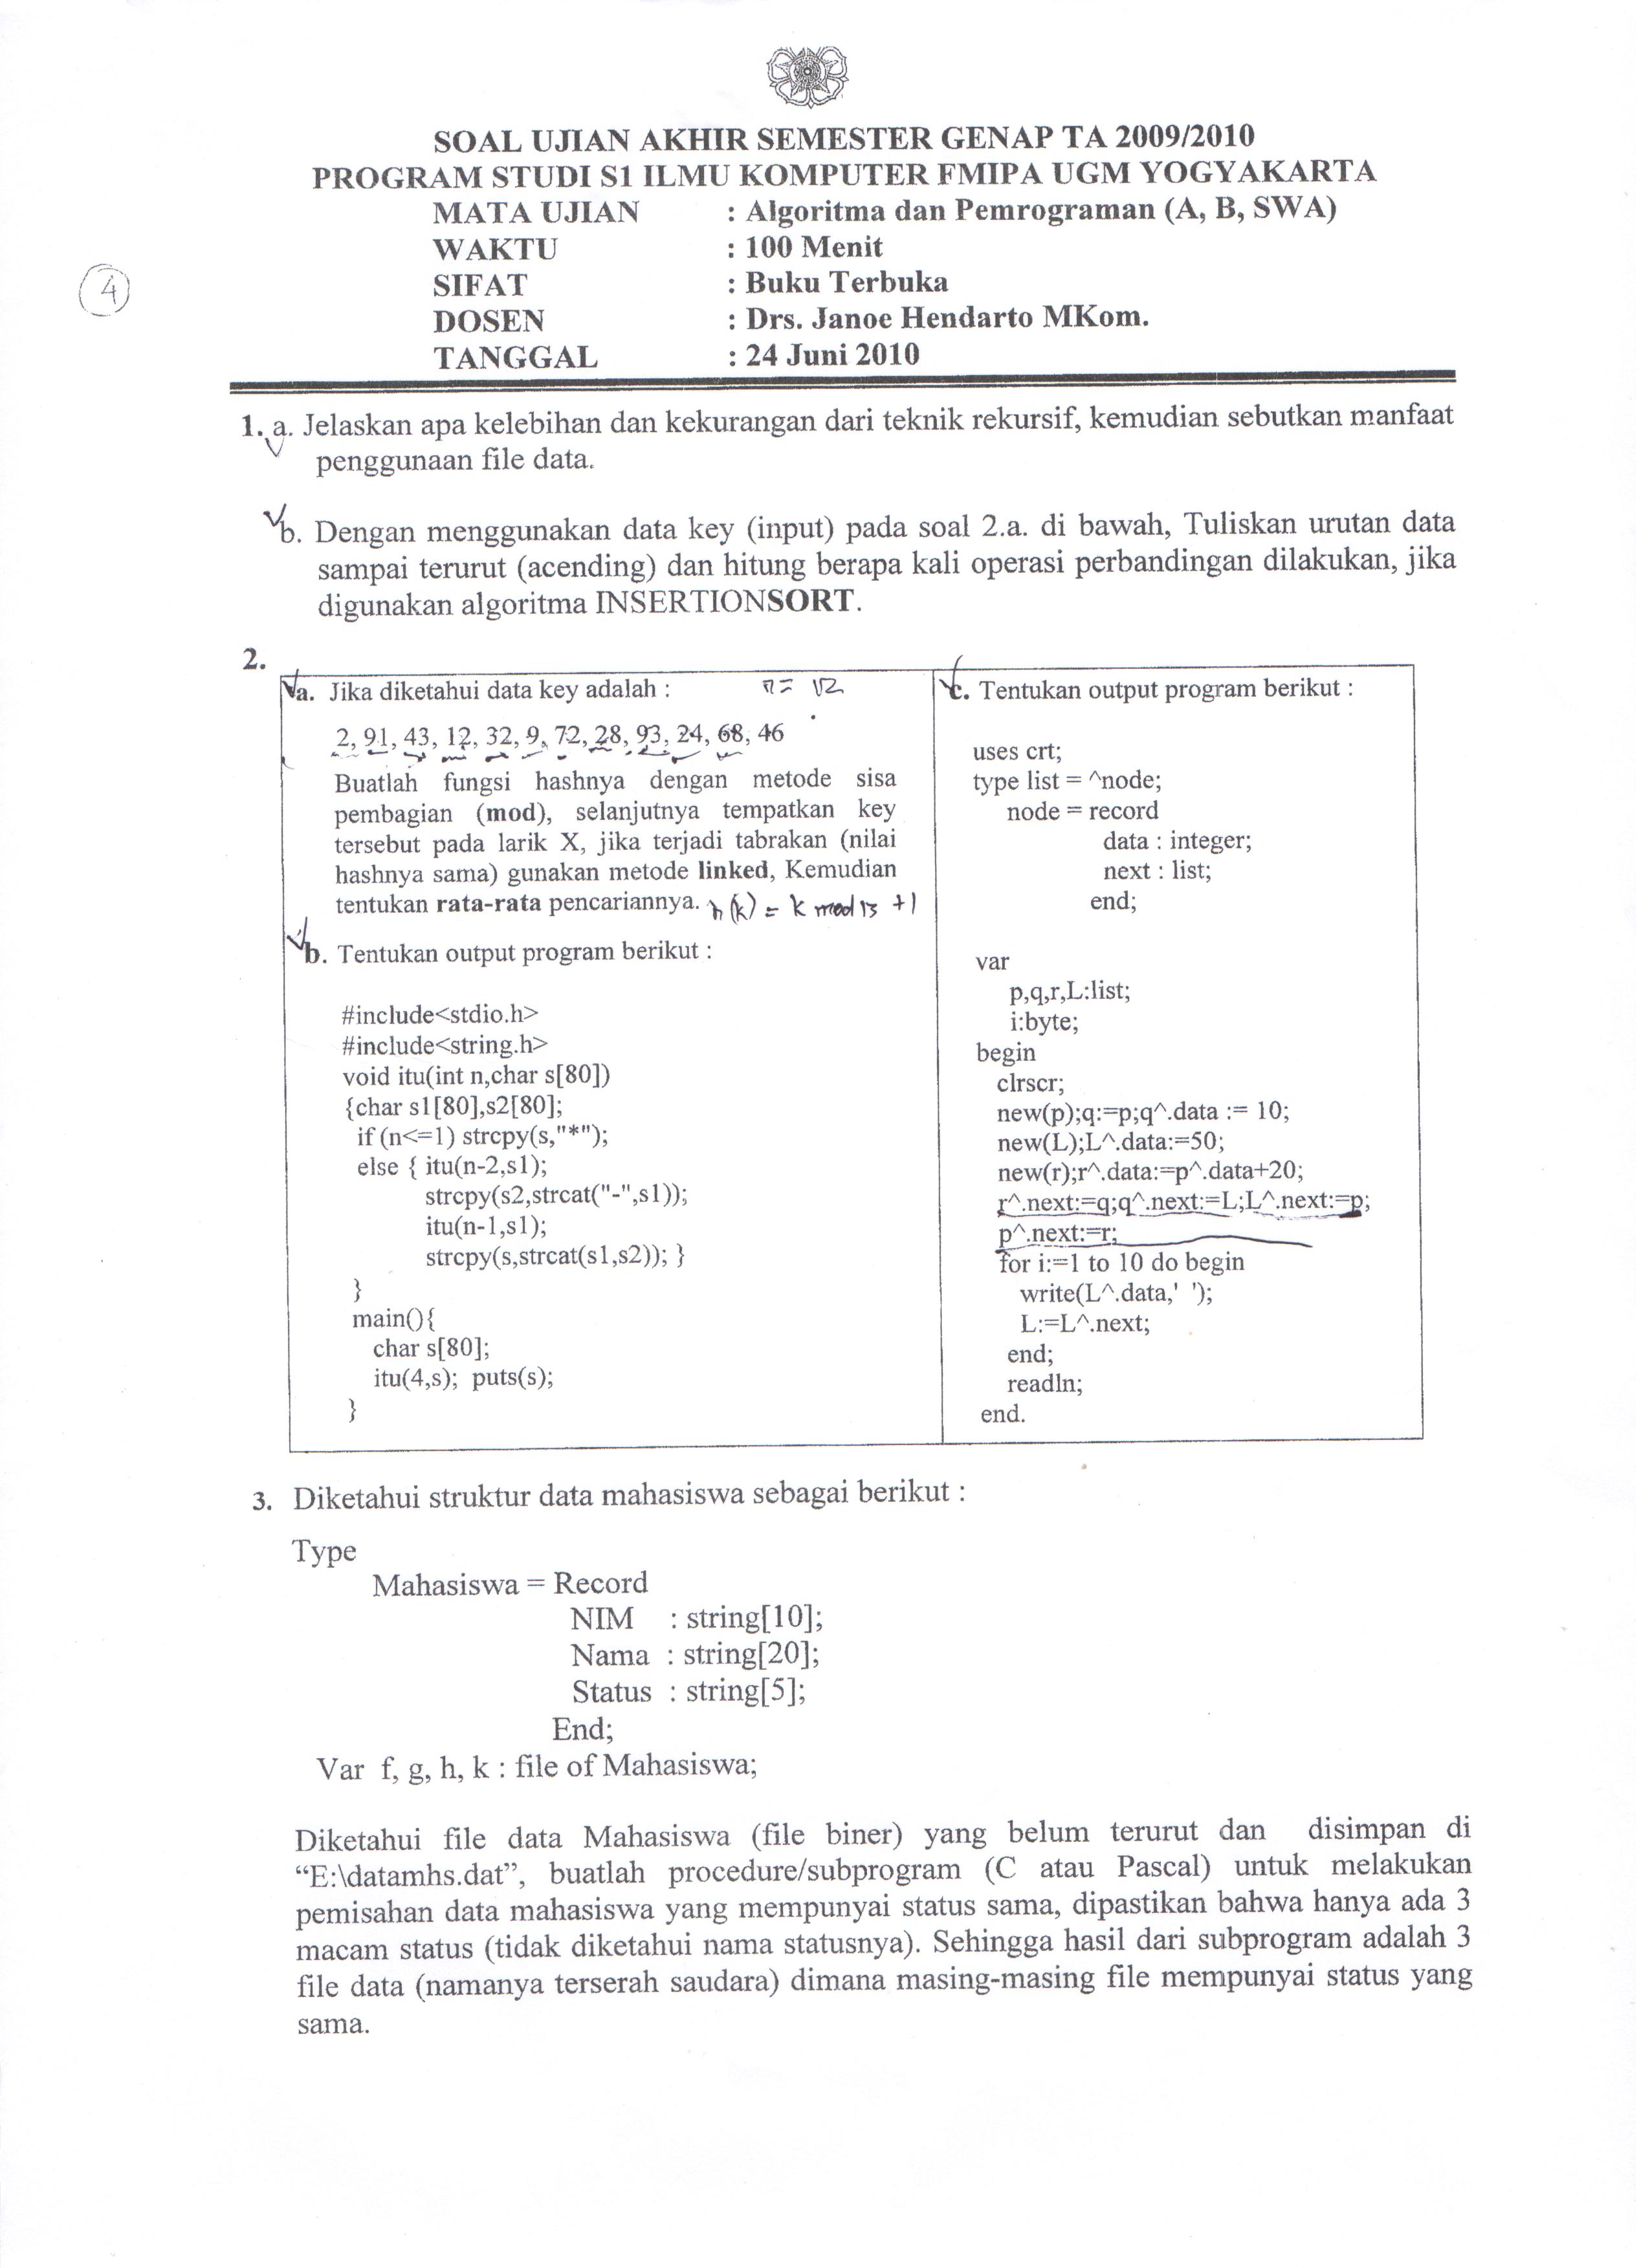 SOAL UJIAN AKHIR SEMESTER GENAP TA 2009/2010
PROGRAM STUDI S1 ILMU KOMPUTER FMIPA UGM YOGYAKARTA
MATA UJIAN : Algoritma dan Pemrograman (A, B, SWA)
WAKTU : 100 Menit
SIFAT : Buku Terbuka
4
DOSEN : Drs. Janoe Hendarto MKom.
TANGGAL : 24 Juni 2010
1. a. Jelaskan apa kelebihan dan kekurangan dari teknik rekursif, kemudian sebutkan manfaat
penggunaan file data.
b. Dengan menggunakan data key (input) pada soal 2.a. di bawah, Tuliskan urutan data
sampai terurut (acending) dan hitung berapa kali operasi perbandingan dilakukan, jika
digunakan algoritma INSERTIONSORT.
2.
a. Jika diketahui data key adalah : n = 12
2, 91, 43, 12, 32, 9, 72, 28, 93, 24, 68, 46
Buatlah fungsi hashnya dengan metode sisa
pembagian (mod), selanjutnya tempatkan key
tersebut pada larik X, jika terjadi tabrakan (nilai
hashnya sama) gunakan metode linked, Kemudian
tentukan rata-rata pencariannya. h(k) = k mod 13 +1
b. Tentukan output program berikut :
#include<stdio.h>
#include<string.h>
void itu(int n,char s[80])
{char s1[80],s2[80];
if (n<=1) strcpy(s,"*");
else { itu(n-2,s1);
strcpy(s2,strcat("-",s1));
itu(n-1,s1);
strcpy(s,strcat(s1,s2)); }
}
main(){
char s[80];
itu(4,s); puts(s);
}
c. Tentukan output program berikut :
uses crt;
type list = ^node;
node = record
data : integer;
next : list;
end;
var
p,q,r,L:list;
i:byte;
begin
clrscr;
new(p);q:=p;q^.data := 10;
new(L);L^.data:=50;
new(r);r^.data:=p^.data+20;
r^.next:=q;q^.next:=L;L^.next:=p;
p^.next:=r;
for i:=1 to 10 do begin
write(L^.data,' ');
L:=L^.next;
end;
readln;
end.
3. Diketahui struktur data mahasiswa sebagai berikut :
Type
Mahasiswa = Record
NIM : string[10];
Nama : string[20];
Status : string[5];
End;
Var f, g, h, k : file of Mahasiswa;
Diketahui file data Mahasiswa (file biner) yang belum terurut dan disimpan di
“E:\datamhs.dat”, buatlah procedure/subprogram (C atau Pascal) untuk melakukan
pemisahan data mahasiswa yang mempunyai status sama, dipastikan bahwa hanya ada 3
macam status (tidak diketahui nama statusnya). Sehingga hasil dari subprogram adalah 3
file data (namanya terserah saudara) dimana masing-masing file mempunyai status yang
sama.